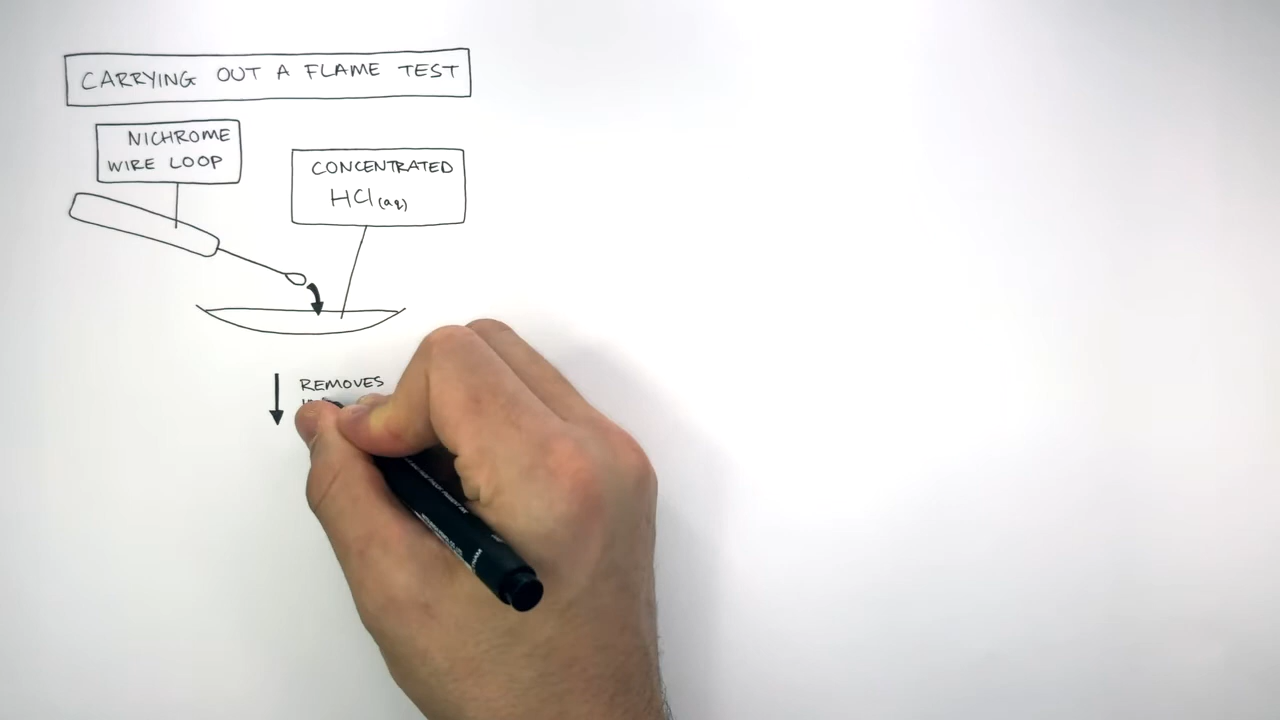 CARRYING OUT A FLAME TEST
NICHROME
WIRE LOOP
CONCENTRATED
HCl(aq)
REMOVES